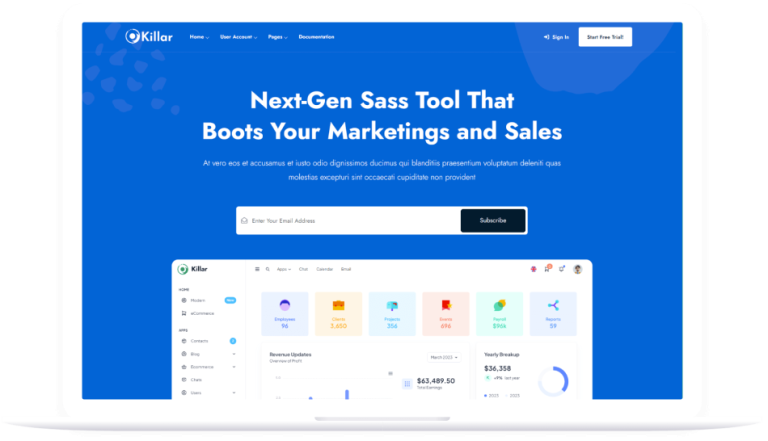 Killar
Home
User Account
Pages
Documentation
Sign In
Start Free Trial!
Next-Gen Sass Tool That
Boots Your Marketings and Sales
At vero eos et accusamus et iusto odio dignissimos ducimus qui blanditiis praesentium voluptatum deleniti quas
molestias excepturi sint occaecati cupiditate non provident
Enter Your Email Address
Subscribe
Killar
Apps
Chat
Calendar
Email
HOME
Modern
New
eCommerce
APPS
Contacts
Blog
Ecommerce
Chats
Users
Employees
96
Clients
3,650
Projects
356
Events
696
Payroll
$96k
Reports
59
Revenue Updates
Overview of Profit
March 2023
$63,489.50
Total Earnings
Yearly Breakup
$36,358
+9% last year
2023
2023